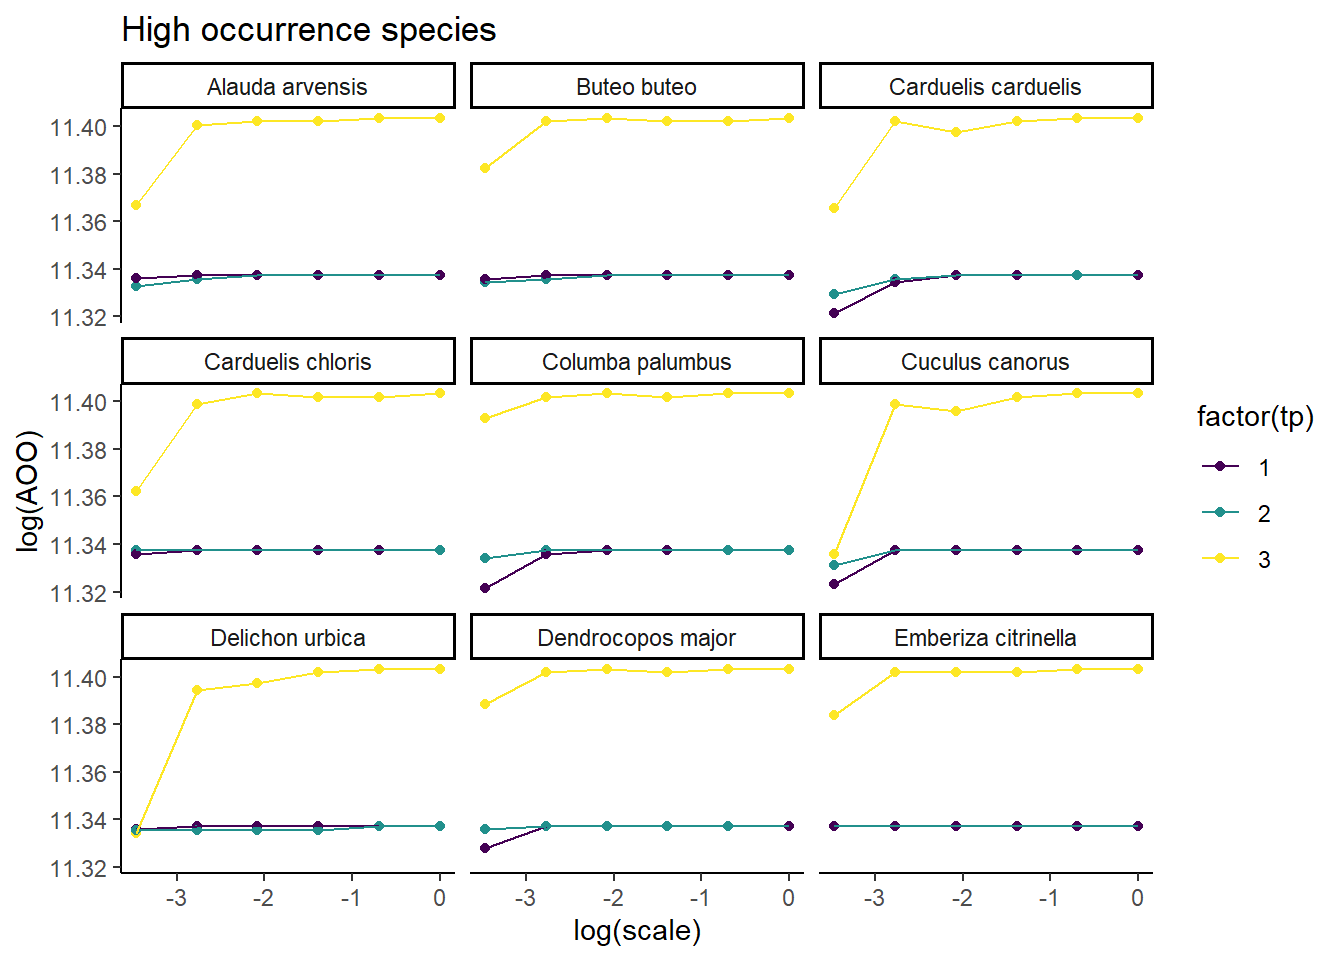 High occurrence species
Alauda arvensis
Buteo buteo
Carduelis carduelis
11.40
11.38
11.36
11.34
11.32
Carduelis chloris
Columba palumbus
Cuculus canorus
11.40
11.38
11.36
11.34
11.32
Delichon urbica
Dendrocopos major
Emberiza citrinella
11.40
11.38
11.36
11.34
11.32
-3 -2 -1 0
-3 -2 -1 0
-3 -2 -1 0
log(scale)
log(AOO)
factor(tp)
1
2
3